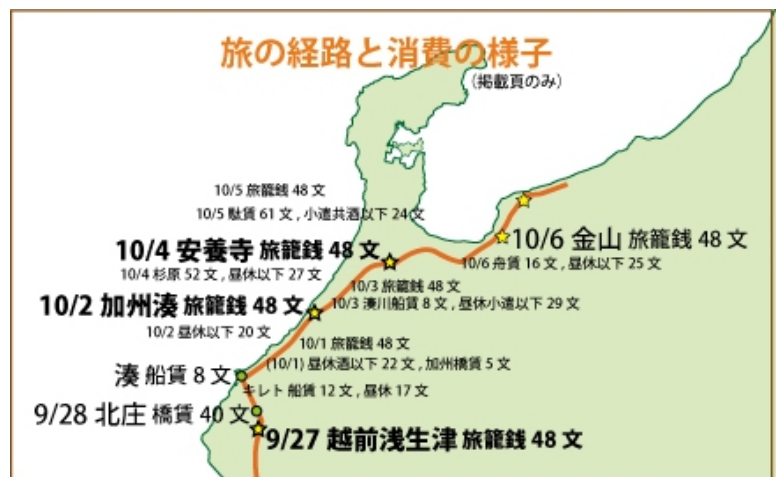 旅の経路と消費の様子
(掲載頁のみ)
10/5 旅籠銭 48 文
10/5 駄賃 61 文 , 小遣共酒以下 24 文
10/6 金山 旅籠銭 48 文
10/6 舟賃 16 文 , 昼休以下 25 文
10/4 安養寺 旅籠銭 48 文
10/4 杉原 52 文 , 昼休以下 27 文
10/3 旅籠銭 48 文
10/3 湊川船賃 8 文 , 昼休小遣以下 29 文
10/2 加州湊 旅籠銭 48 文
10/2 昼休以下 20 文
10/1 旅籠銭 48 文
(10/1) 昼休酒以下 22 文 , 加州橋賃 5 文
湊 船賃 8 文
キレト 船賃 12 文 , 昼休 17 文
9/28 北庄 橋賃 40 文
9/27 越前浅生津 旅籠銭 48 文